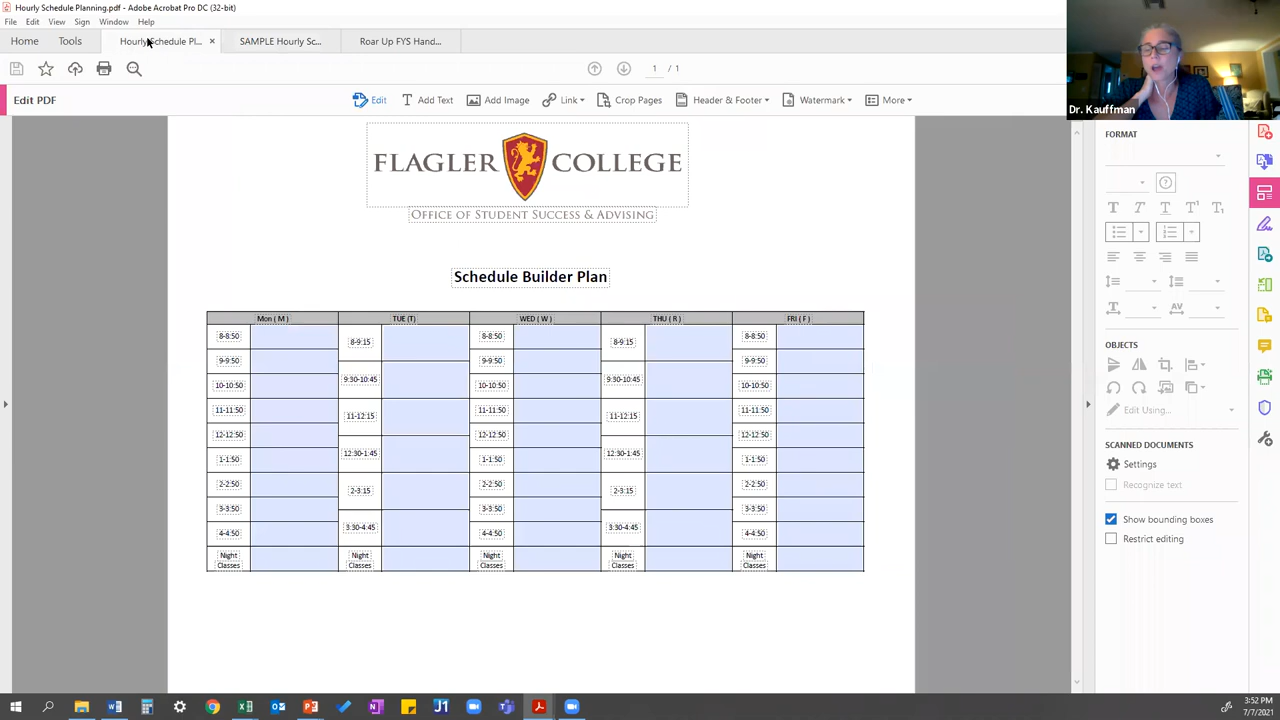 Hourly Schedule Planning.pdf - Adobe Acrobat Pro DC (32-bit)
File Edit View Sign Window Help
Home Tools Hourly Schedule Pl... × SAMPLE Hourly Sc... Roar Up FYS Hand...
1 / 1
Edit PDF Edit Add Text Add Image Link Crop Pages Header & Footer Watermark More
Dr. Kauffman
FLAGLER COLLEGE
OFFICE OF STUDENT SUCCESS & ADVISING
Schedule Builder Plan
Mon ( M ) TUE (T) WED ( W ) THU ( R ) FRI ( F )
8-8:50 8-9:15 8-8:50 8-9:15 8-8:50
9-9:50 9-9:50 9-9:50
10-10:50 9:30-10:45 10-10:50 9:30-10:45 10-10:50
11-11:50 11-12:15 11-11:50 11-12:15 11-11:50
12-12:50 12-12:50 12-12:50
1-1:50 12:30-1:45 1-1:50 12:30-1:45 1-1:50
2-2:50 2-3:15 2-2:50 2-3:15 2-2:50
3-3:50 3-3:50 3-3:50
4-4:50 3:30-4:45 4-4:50 3:30-4:45 4-4:50
Night Night Night Night Night
Classes Classes Classes Classes Classes
FORMAT
OBJECTS
Edit Using...
SCANNED DOCUMENTS
Settings
Recognize text
Show bounding boxes
Restrict editing
3:52 PM
7/7/2021